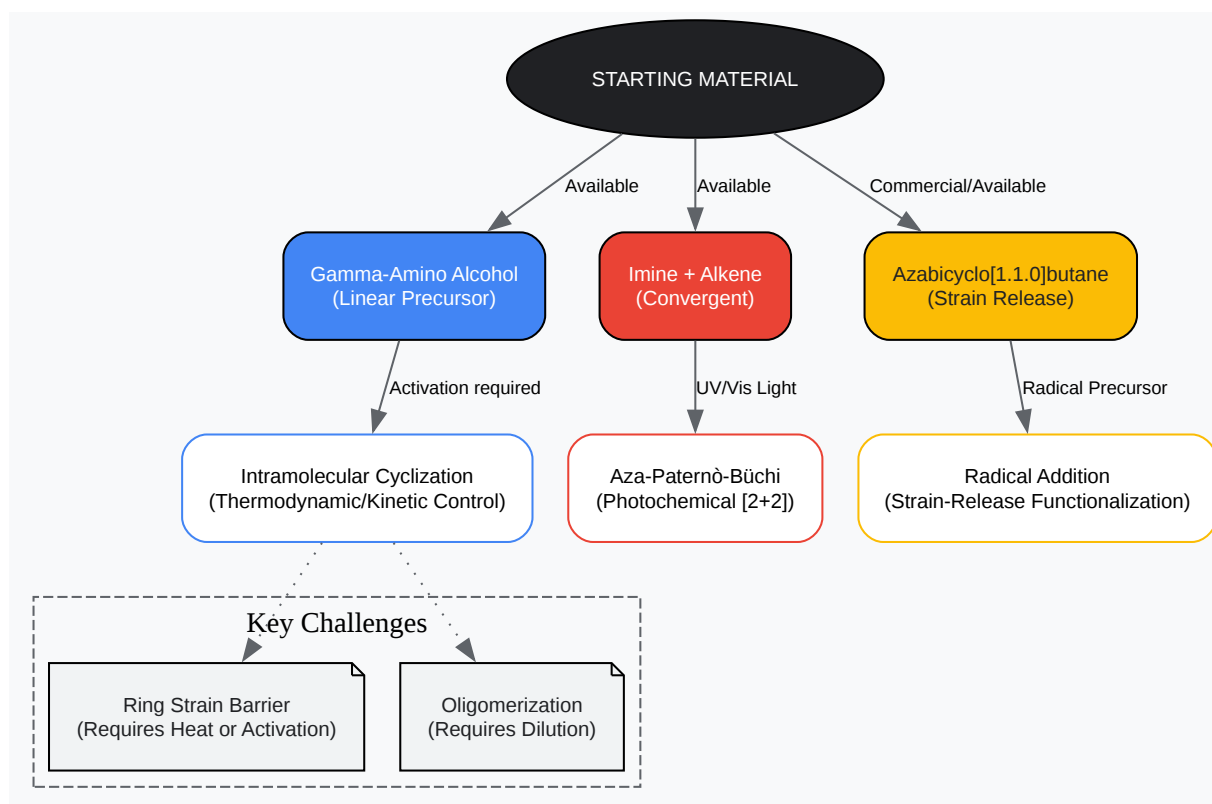 STARTING MATERIAL
Available
Available
Commercial/Available
Gamma-Amino Alcohol
(Linear Precursor)
Imine + Alkene
(Convergent)
Azabicyclo[1.1.0]butane
(Strain Release)
Activation required
UV/Vis Light
Radical Precursor
Intramolecular Cyclization
(Thermodynamic/Kinetic Control)
Aza-Paternò-Büchi
(Photochemical [2+2])
Radical Addition
(Strain-Release Functionalization)
Key Challenges
Ring Strain Barrier
(Requires Heat or Activation)
Oligomerization
(Requires Dilution)